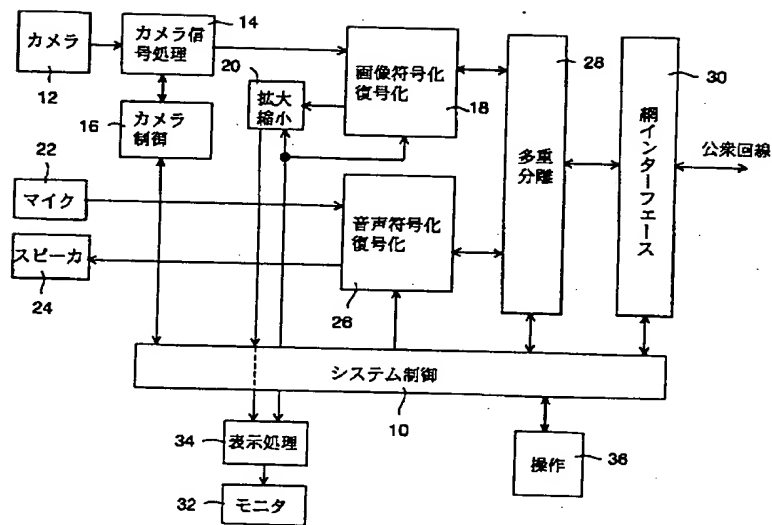 カメラ
12
カメラ信
号処理
14
16
カメラ
制御
20
拡大
縮小
画像符号化
復号化
18
28
多重
分離
30
網インターフェース
公衆回線
22
マイク
スピーカ
24
音声符号化
復号化
26
システム制御
10
34
表示処理
32
モニタ
操作
36